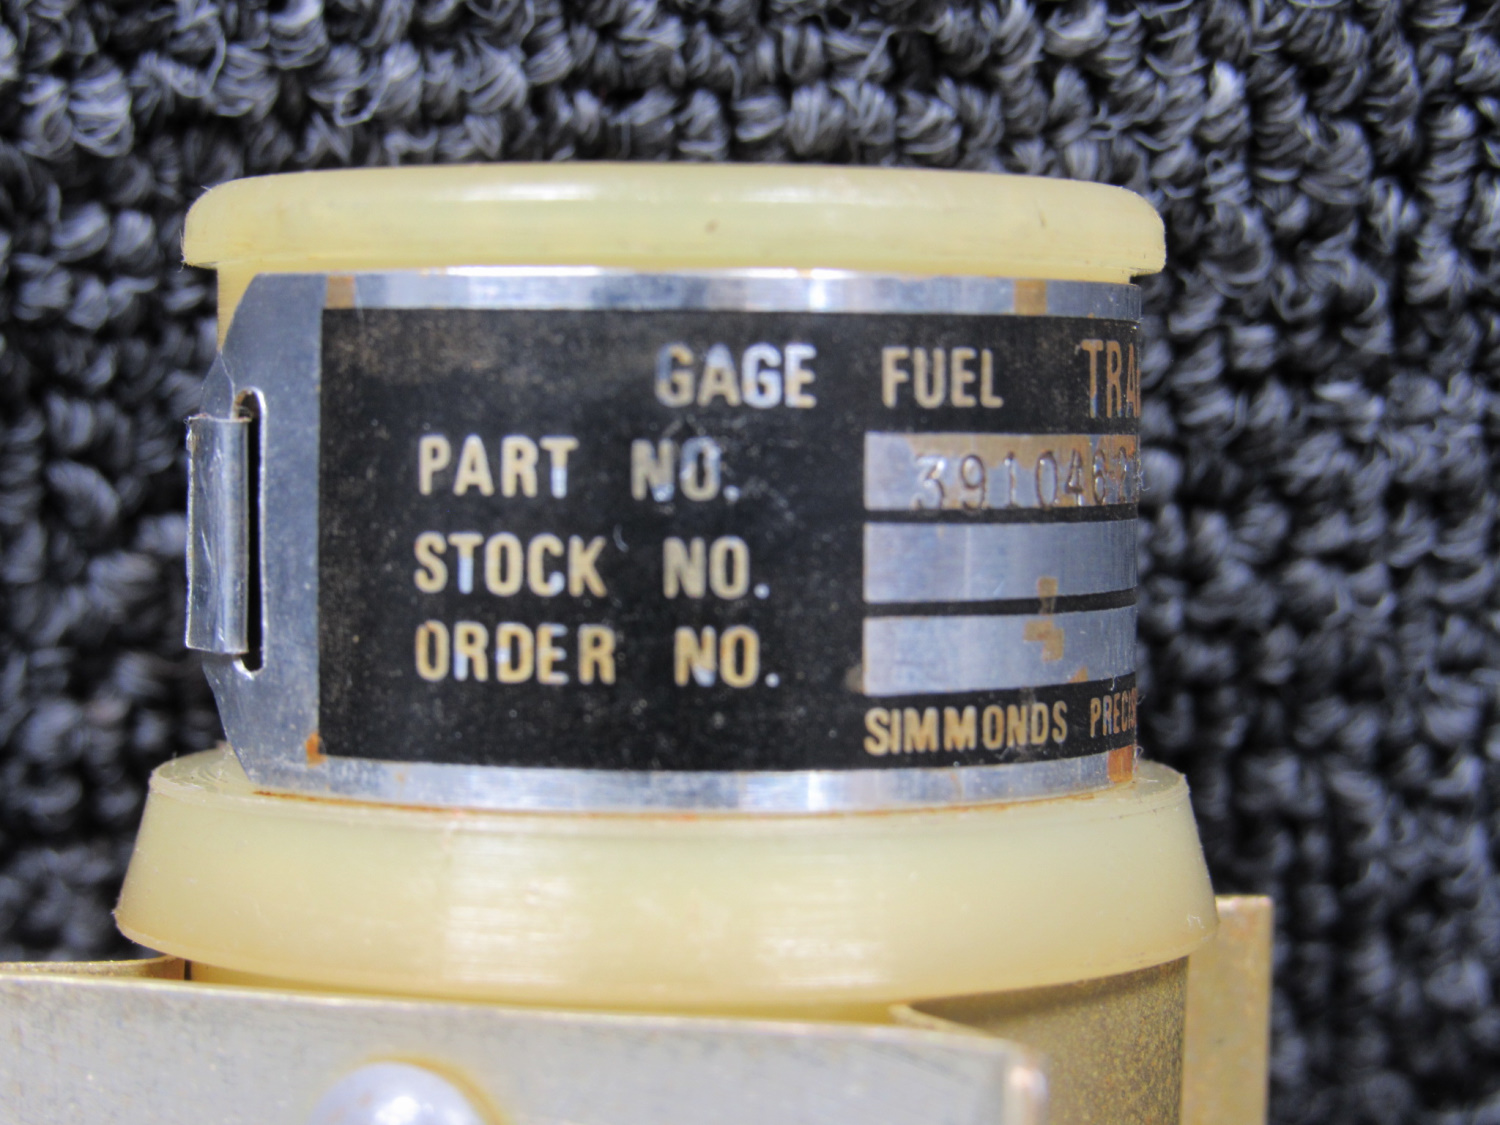 GAGE FUEL
PART NO.
STOCK NO.
ORDER NO.
SIMMONDS